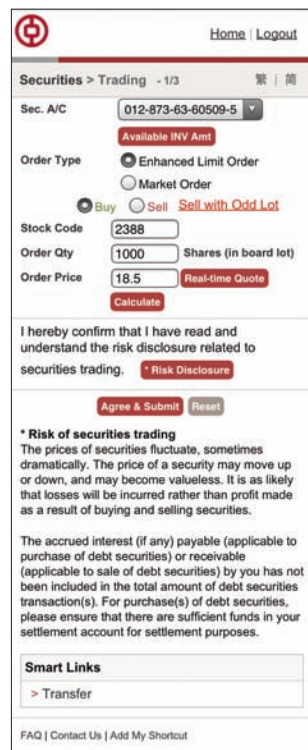 Home | Logout
Securities > Trading - 1/3 繁 | 简
Sec. A/C 012-873-63-60509-5
Available INV Amt
Order Type Enhanced Limit Order
Market Order
Buy Sell Sell with Odd Lot
Stock Code 2388
Order Qty 1000 Shares (in board lot)
Order Price 18.5 Real-time Quote
Calculate
I hereby confirm that I have read and
understand the risk disclosure related to
securities trading. * Risk Disclosure
Agree & Submit Reset
* Risk of securities trading
The prices of securities fluctuate, sometimes
dramatically. The price of a security may move up
or down, and may become valueless. It is as likely
that losses will be incurred rather than profit made
as a result of buying and selling securities.
The accrued interest (if any) payable (applicable to
purchase of debt securities) or receivable
(applicable to sale of debt securities) by you has not
been included in the total amount of debt securities
transaction(s). For purchase(s) of debt securities,
please ensure that there are sufficient funds in your
settlement account for settlement purposes.
Smart Links
> Transfer
FAQ | Contact Us | Add My Shortcut